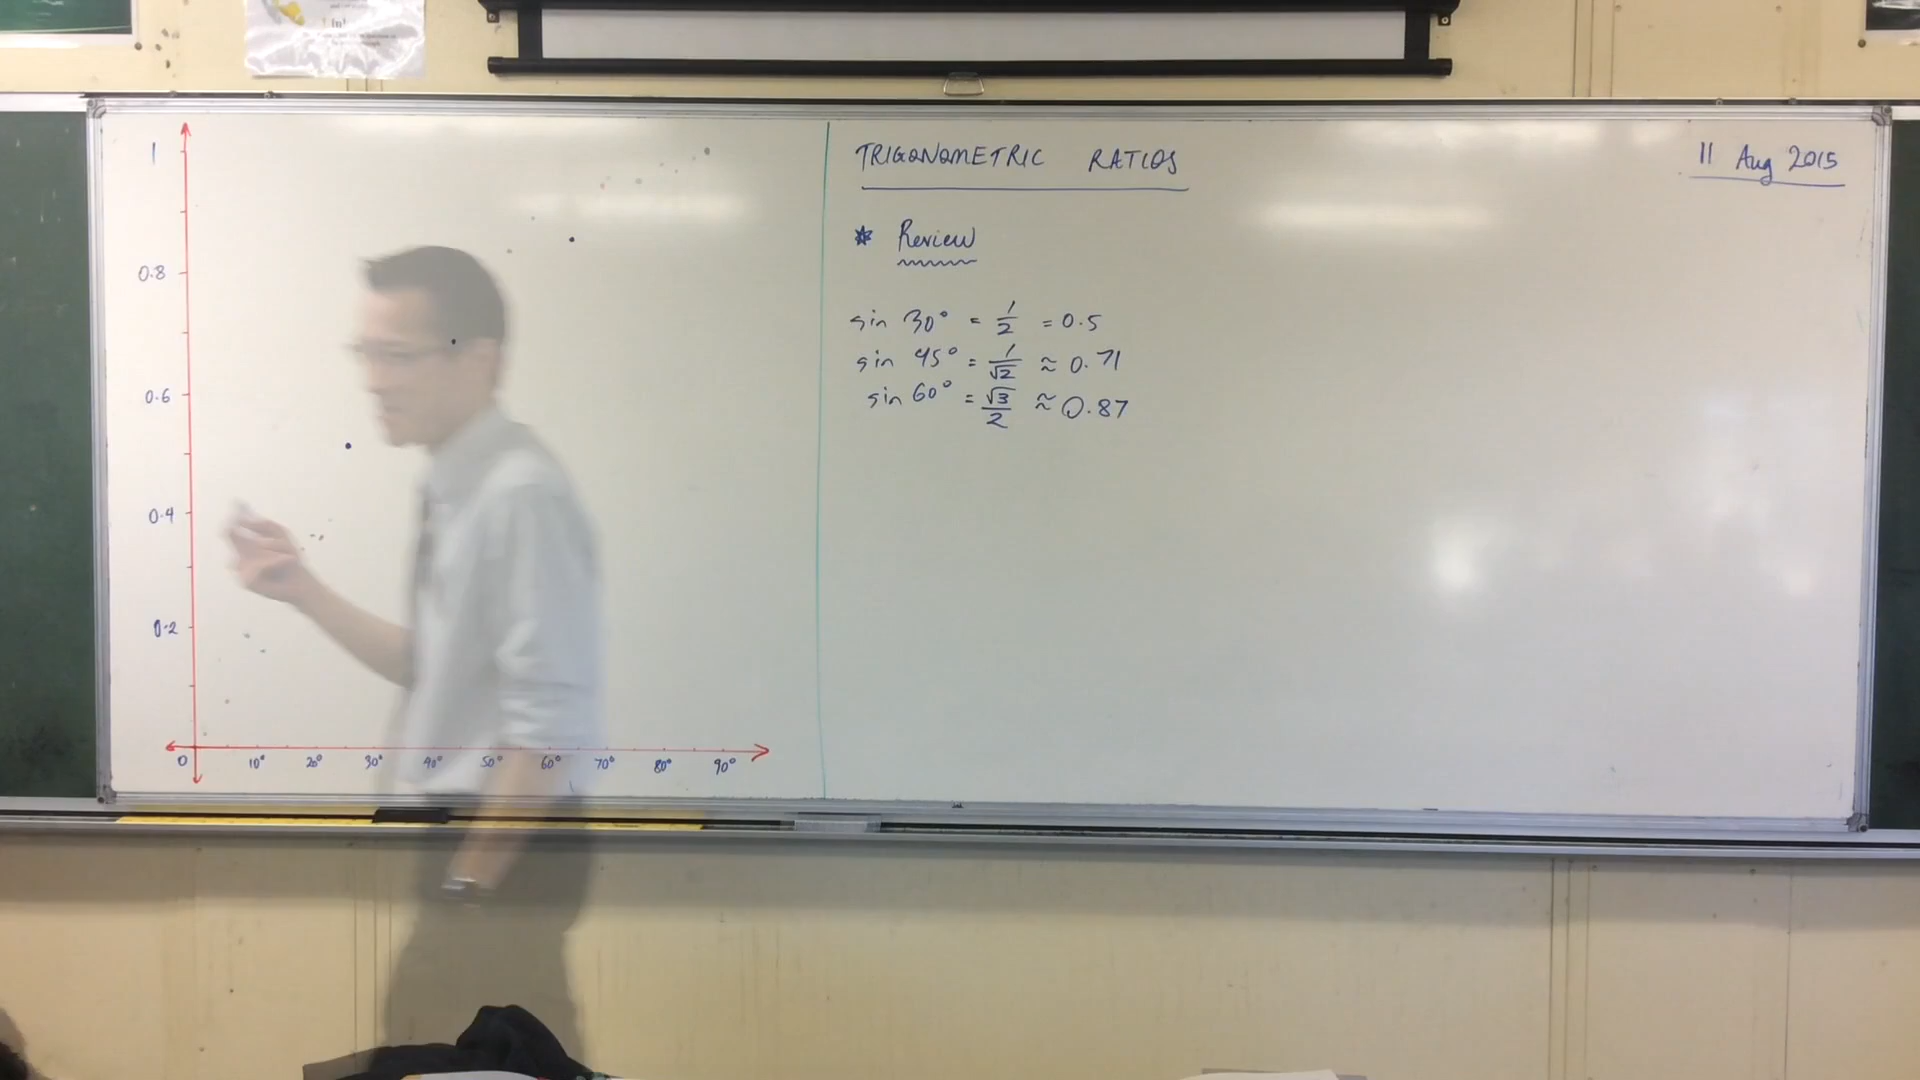 TRIGONOMETRIC RATIOS
11 Aug 2015
* Review
sin 30° = 1/2 = 0.5
sin 45° = 1/√2 ≈ 0.71
sin 60° = √3/2 ≈ 0.87
1
0.8
0.6
0.4
0.2
0 10° 20° 30° 40° 50° 60° 70° 80° 90°